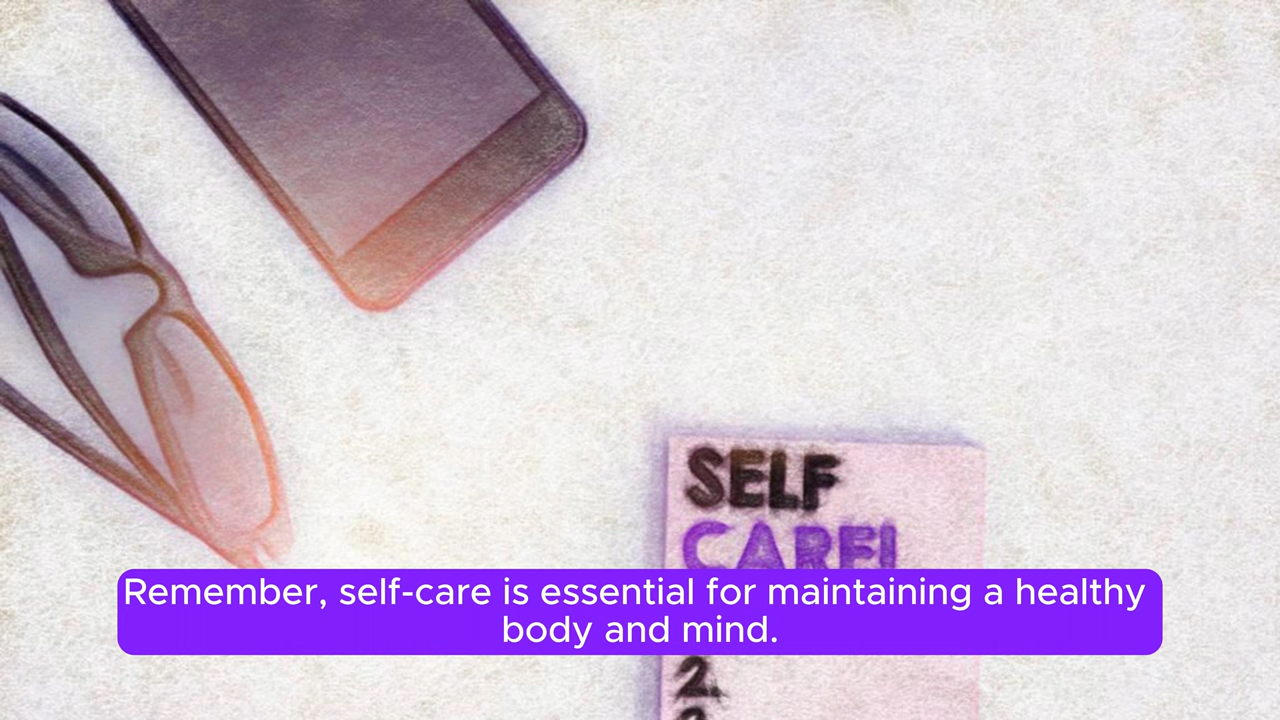 SELF
CARE!
Remember, self-care is essential for maintaining a healthy
body and mind.
2.